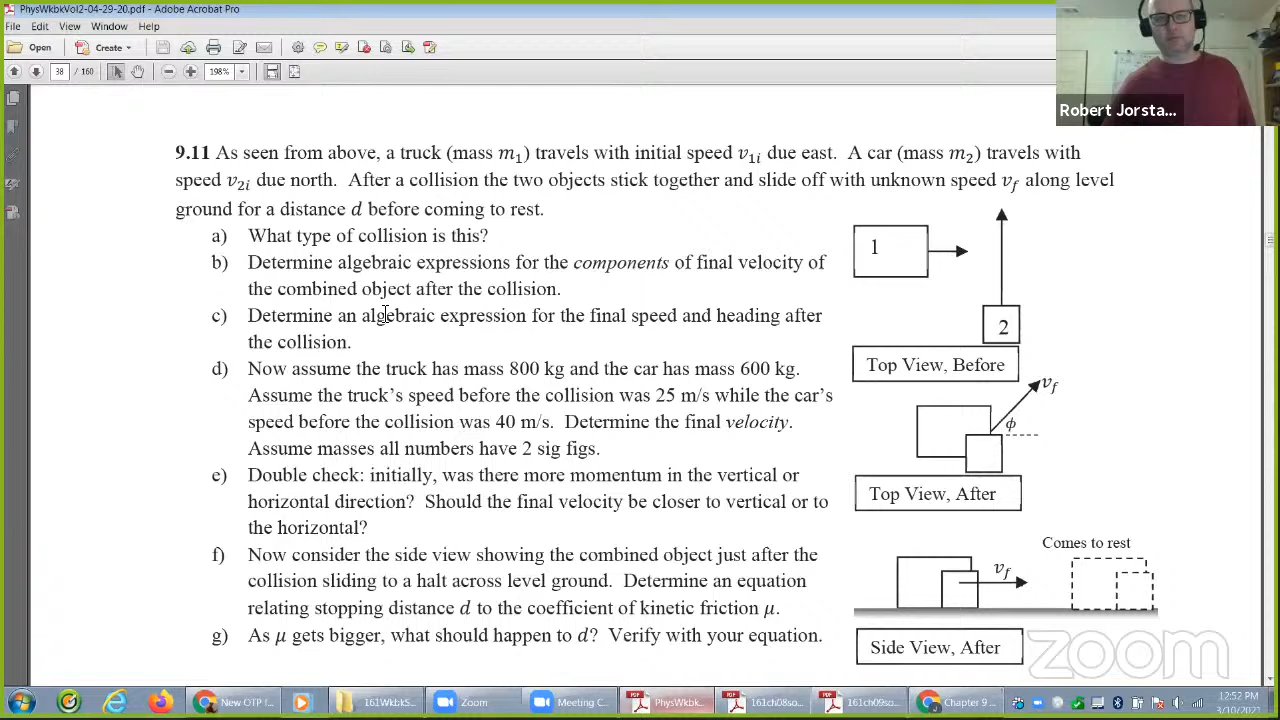 PhysWkbkVol2-04-29-20.pdf - Adobe Acrobat Pro
File Edit View Window Help
Open Create
38 / 160 198%
Robert Jorsta...
9.11 As seen from above, a truck (mass m₁) travels with initial speed v₁ᵢ due east. A car (mass m₂) travels with
speed v₂ᵢ due north. After a collision the two objects stick together and slide off with unknown speed v_f along level
ground for a distance d before coming to rest.
a) What type of collision is this?
b) Determine algebraic expressions for the components of final velocity of
the combined object after the collision.
c) Determine an algebraic expression for the final speed and heading after
the collision.
d) Now assume the truck has mass 800 kg and the car has mass 600 kg.
Assume the truck's speed before the collision was 25 m/s while the car's
speed before the collision was 40 m/s. Determine the final velocity.
Assume masses all numbers have 2 sig figs.
e) Double check: initially, was there more momentum in the vertical or
horizontal direction? Should the final velocity be closer to vertical or to
the horizontal?
f) Now consider the side view showing the combined object just after the
collision sliding to a halt across level ground. Determine an equation
relating stopping distance d to the coefficient of kinetic friction μ.
g) As μ gets bigger, what should happen to d? Verify with your equation.
1
2
Top View, Before
v_f
ϕ
Top View, After
Comes to rest
v_f
Side View, After
zoom
New OTP f...
161WkbkS...
Zoom
Meeting C...
PhysWkbk...
161ch08so...
161ch09so...
Chapter 9 ...
12:52 PM